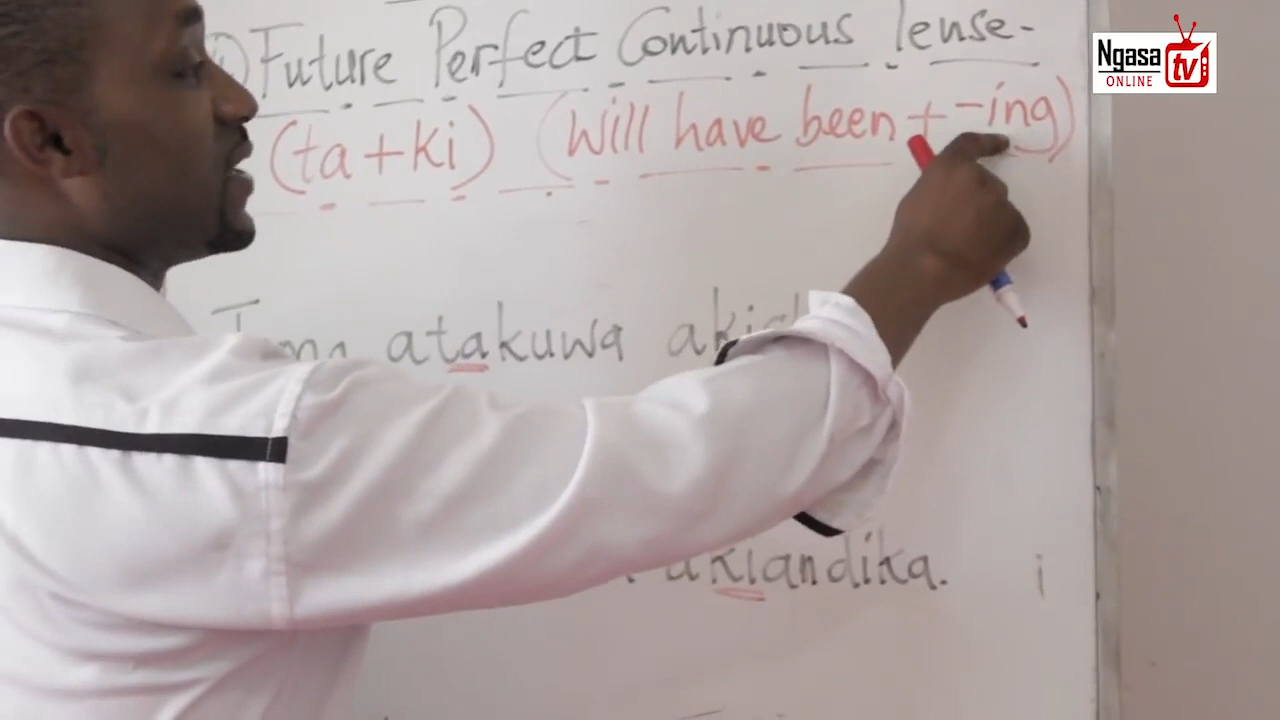 Future Perfect Continuous Tense-
(ta+ki) (Will have been + -ing)
atakuwa
akiandika.
Ngasa tv
ONLINE